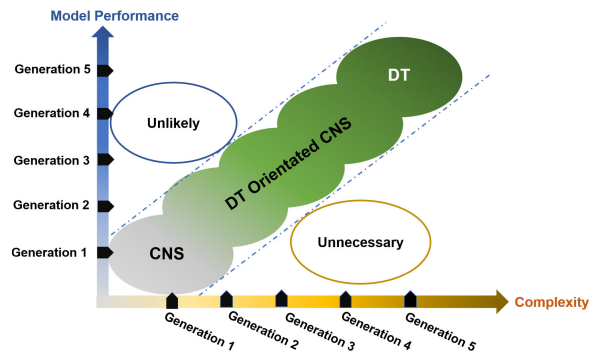 Model Performance
Generation 5
Generation 4
Generation 3
Generation 2
Generation 1
DT
Unlikely
DT Orientated CNS
CNS
Unnecessary
Complexity
Generation 1
Generation 2
Generation 3
Generation 4
Generation 5